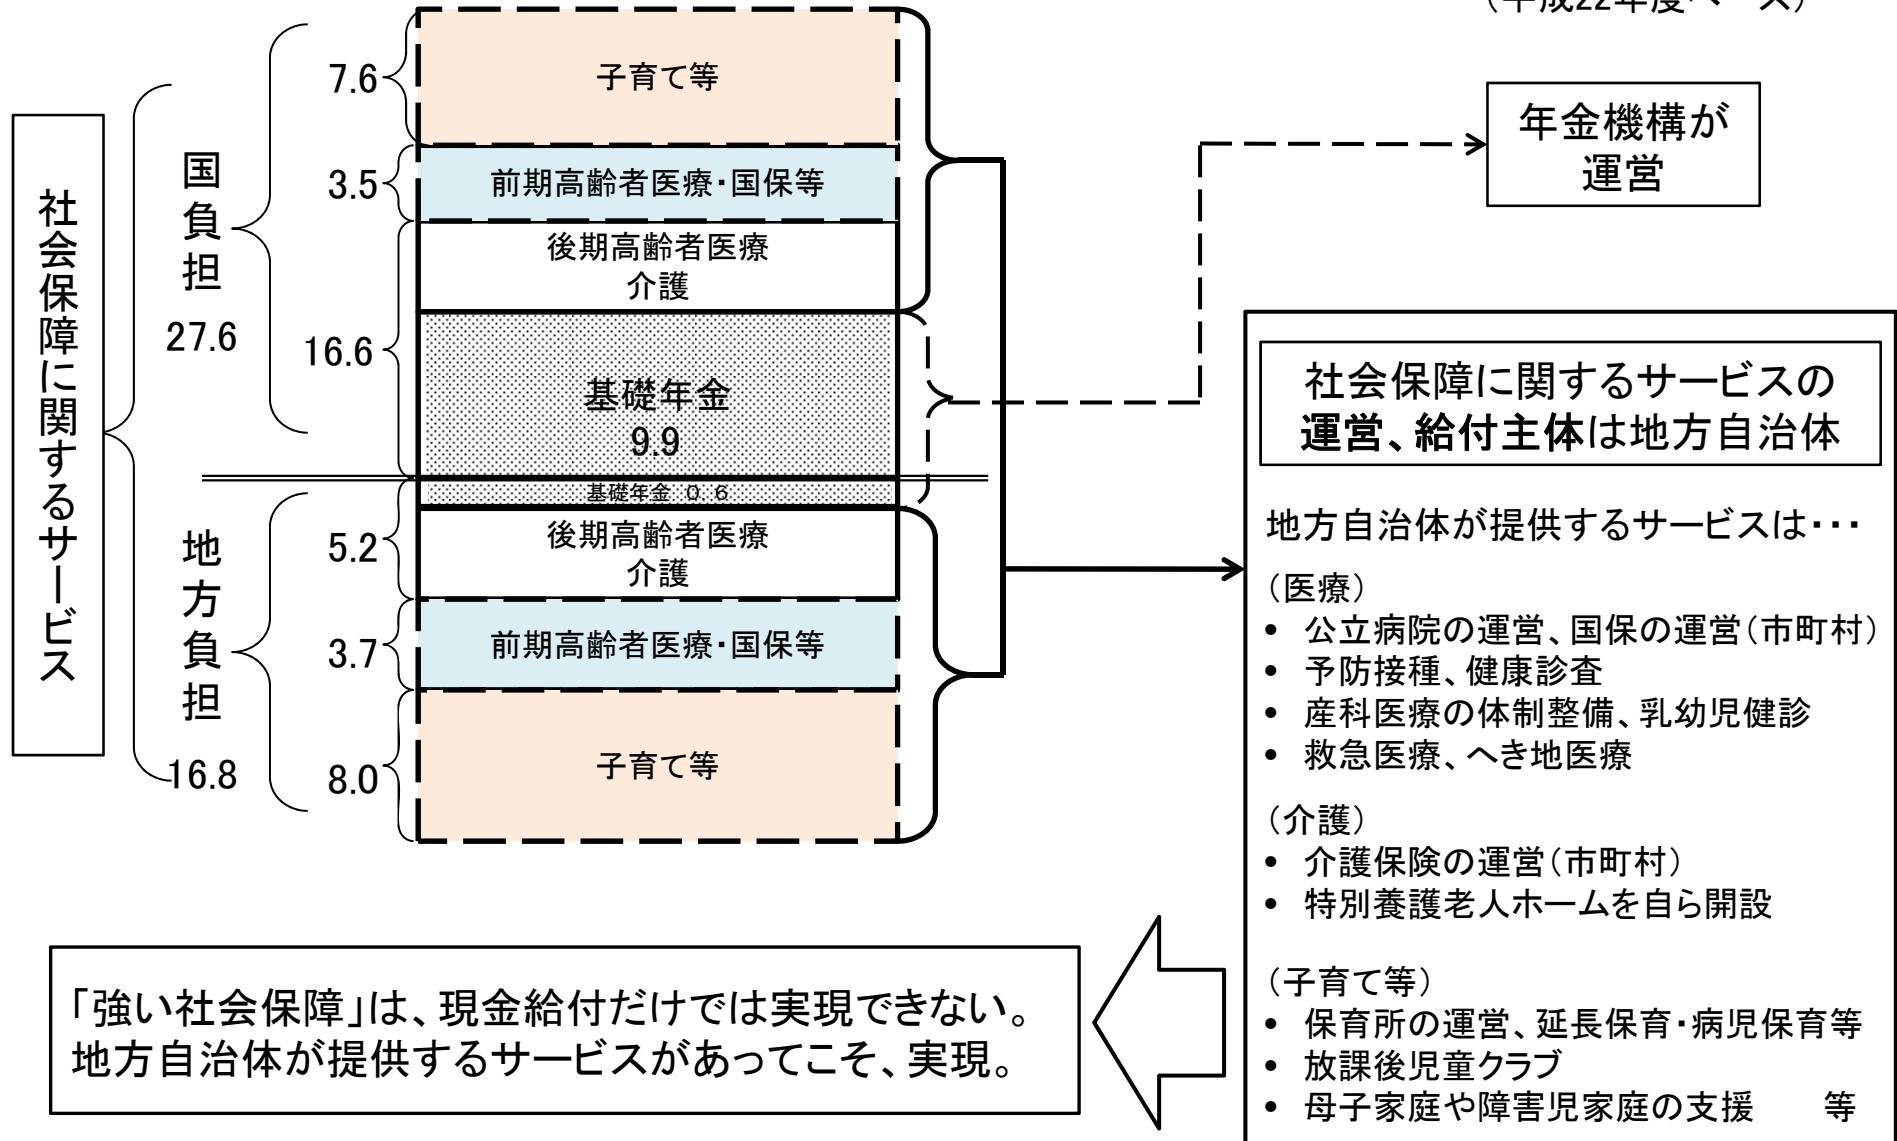 (平成22年度ベース)
社会保障に関するサービス
国負担
27.6
地方負担
16.8
7.6
3.5
16.6
5.2
3.7
8.0
子育て等
前期高齢者医療・国保等
後期高齢者医療
介護
基礎年金
9.9
基礎年金 0.6
後期高齢者医療
介護
前期高齢者医療・国保等
子育て等
年金機構が
運営
社会保障に関するサービスの
運営、給付主体は地方自治体
地方自治体が提供するサービスは・・・
(医療)
• 公立病院の運営、国保の運営(市町村)
• 予防接種、健康診査
• 産科医療の体制整備、乳幼児健診
• 救急医療、へき地医療
(介護)
• 介護保険の運営(市町村)
• 特別養護老人ホームを自ら開設
(子育て等)
• 保育所の運営、延長保育・病児保育等
• 放課後児童クラブ
• 母子家庭や障害児家庭の支援 等
「強い社会保障」は、現金給付だけでは実現できない。
地方自治体が提供するサービスがあってこそ、実現。